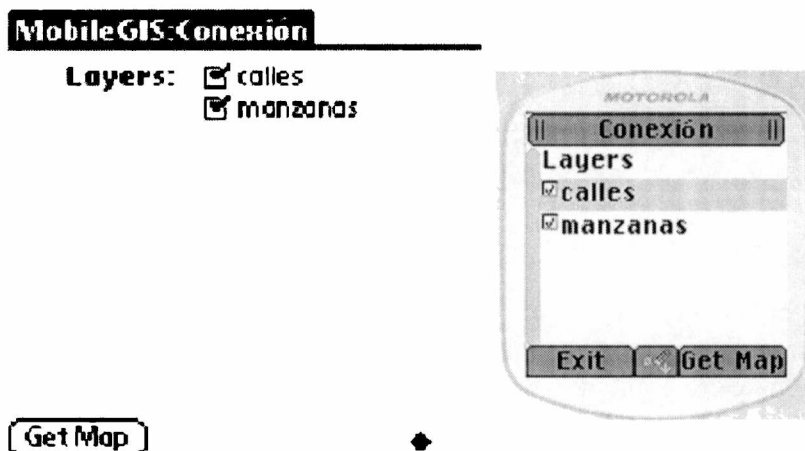 MobileGIS:Conexión
Layers: calles
manzanas
Get Map
MOTOROLA
Conexión
Layers
calles
manzanas
Exit Get Map